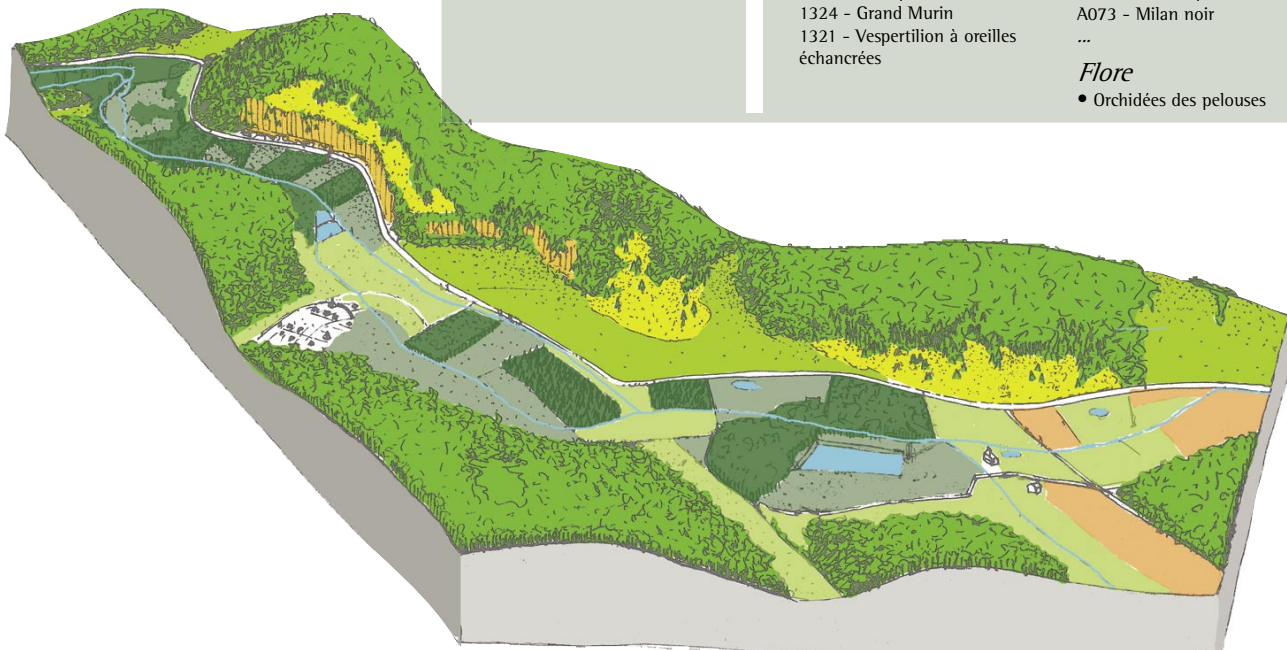 1324 - Grand Murin
1321 - Vespertilion à oreilles
échancrées
A073 - Milan noir
...
Flore
• Orchidées des pelouses